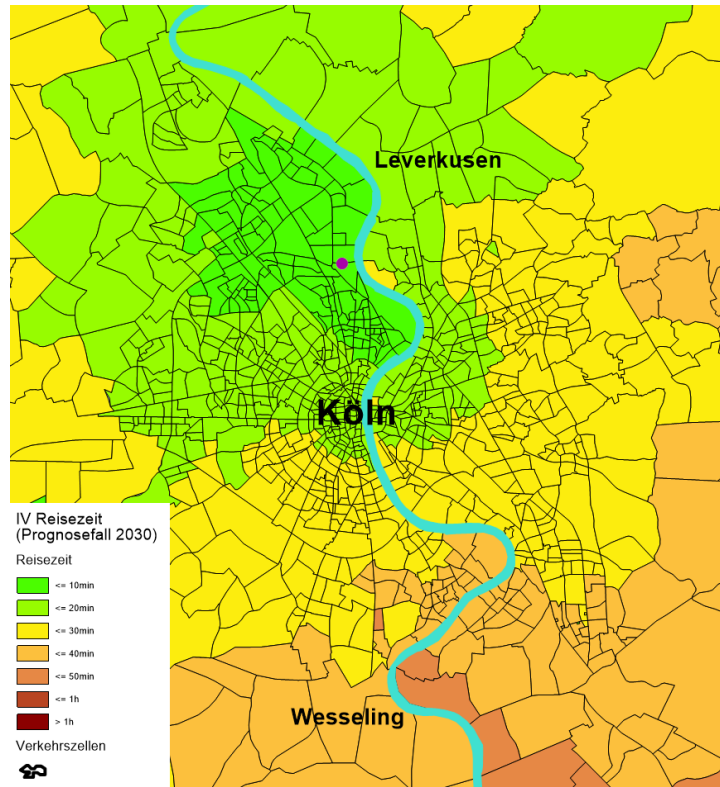 Leverkusen
Köln
Wesseling
IV Reisezeit
(Prognosefall 2030)
Reisezeit
<= 10min
<= 20min
<= 30min
<= 40min
<= 50min
<= 1h
> 1h
Verkehrszellen